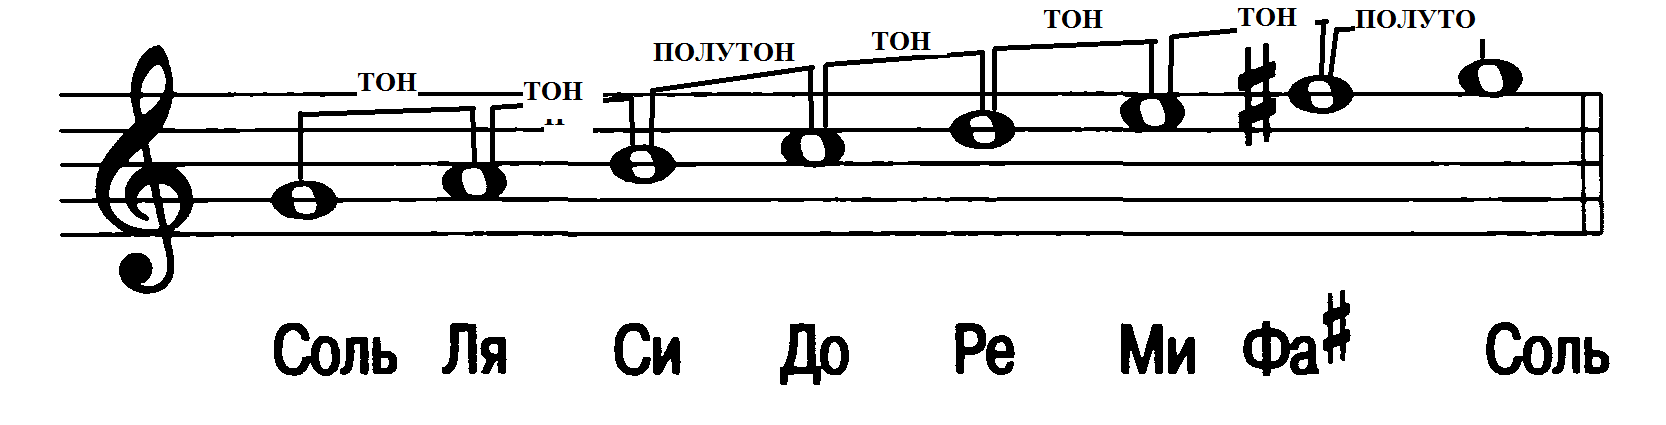 ТОН ТОН ПОЛУТОН ТОН ТОН ТОН ПОЛУТО
Соль Ля Си До Ре Ми Фа♯ Соль